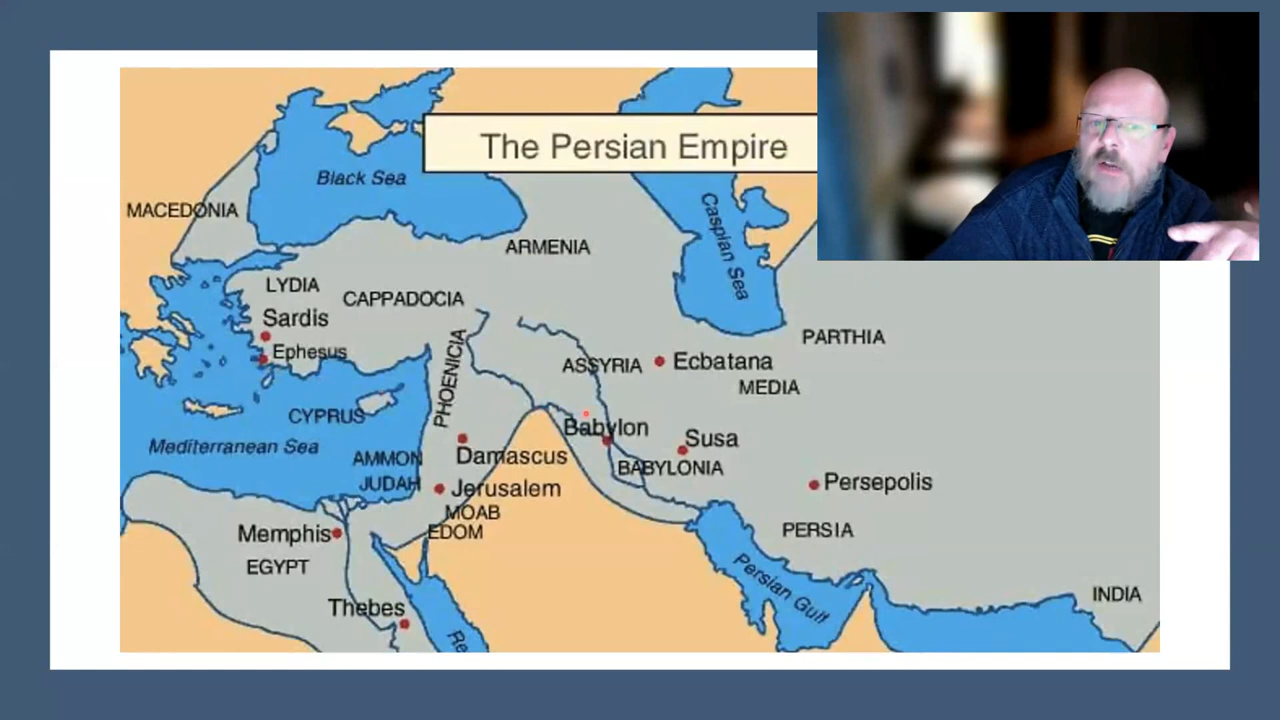 The Persian Empire
Black Sea
MACEDONIA
Caspian Sea
ARMENIA
LYDIA
CAPPADOCIA
Sardis
Ephesus
PHOENICIA
ASSYRIA
Ecbatana
PARTHIA
MEDIA
CYPRUS
Mediterranean Sea
AMMON
Damascus
Babylon
Susa
BABYLONIA
JUDAH
Jerusalem
Persepolis
MOAB
EDOM
Memphis
PERSIA
EGYPT
Persian Gulf
INDIA
Thebes
Re